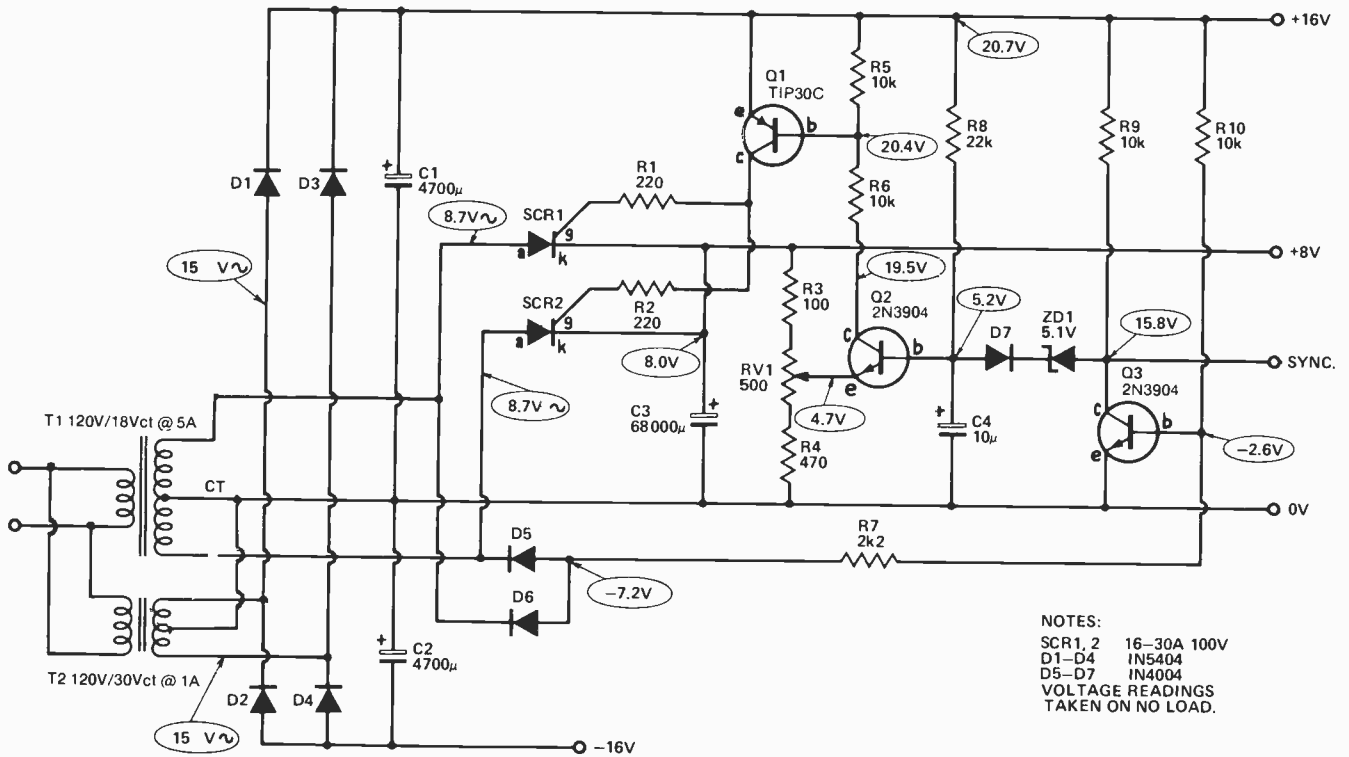 +16V
20.7V
Q1
TIP30C
R5
10k
e
b
c
20.4V
R8
22k
R9
10k
R10
10k
D1
D3
+
C1
4700µ
R1
220
R6
10k
8.7V∿
SCR1
g
a
k
+8V
15 V∿
R3
100
19.5V
Q2
2N3904
5.2V
ZD1
5.1V
15.8V
SCR2
R2
220
g
a
k
D7
c
b
e
SYNC.
8.0V
RV1
500
Q3
2N3904
8.7V∿
4.7V
+
C3
68000µ
+
C4
10µ
c
b
e
-2.6V
T1 120V/18Vct @ 5A
R4
470
CT
0V
D5
R7
2k2
-7.2V
D6
+
C2
4700µ
T2 120V/30Vct @ 1A
D2
D4
15 V∿
-16V
NOTES:
SCR1, 2 16-30A 100V
D1-D4 IN5404
D5-D7 IN4004
VOLTAGE READINGS
TAKEN ON NO LOAD.